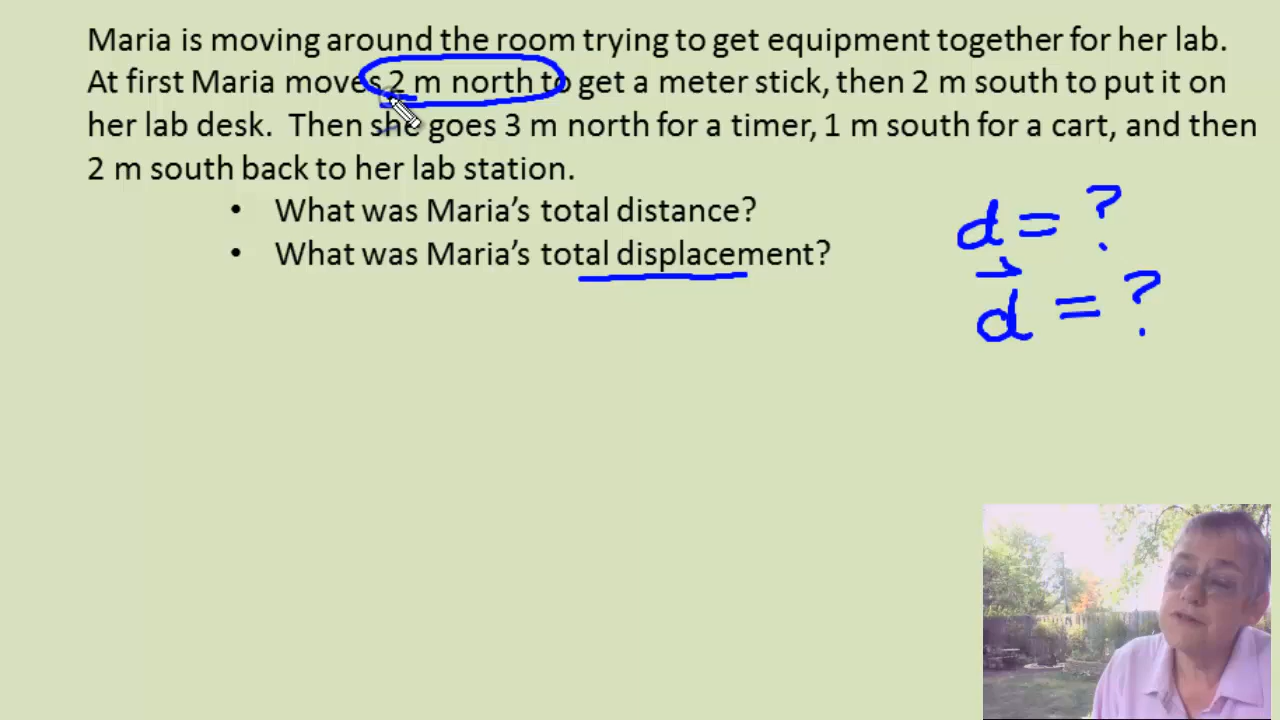 Maria is moving around the room trying to get equipment together for her lab.
At first Maria moves 2 m north to get a meter stick, then 2 m south to put it on
her lab desk.  Then she goes 3 m north for a timer, 1 m south for a cart, and then
2 m south back to her lab station.
• What was Maria’s total distance?
• What was Maria’s total displacement?
d = ?
d⃗ = ?